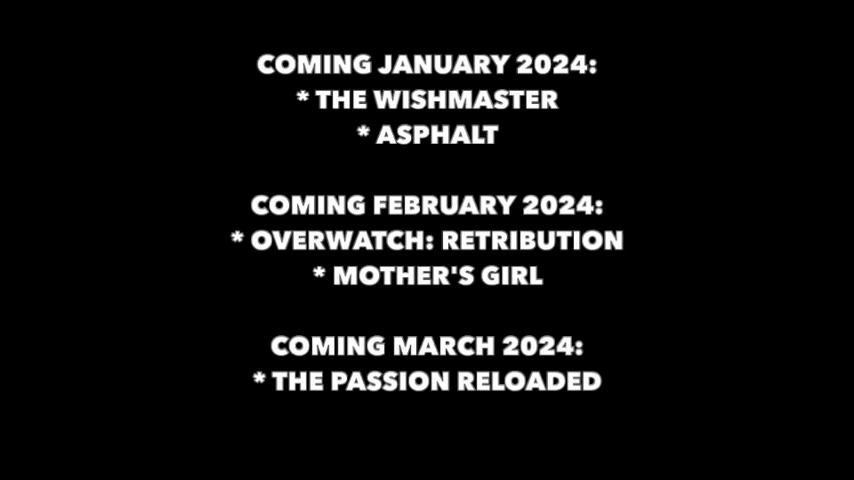 COMING JANUARY 2024:
* THE WISHMASTER
* ASPHALT
COMING FEBRUARY 2024:
* OVERWATCH: RETRIBUTION
* MOTHER'S GIRL
COMING MARCH 2024:
* THE PASSION RELOADED